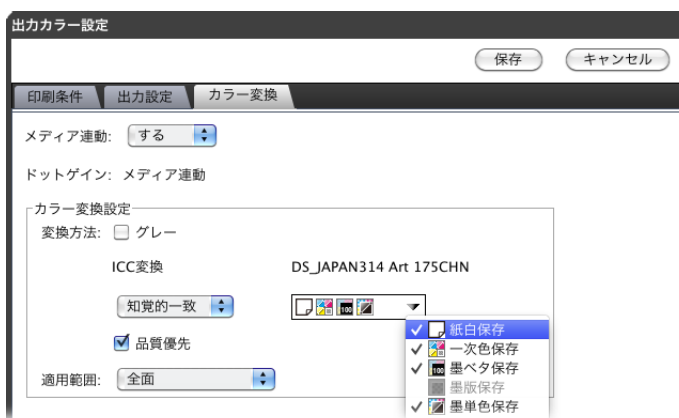 出力カラー設定
保存 キャンセル
印刷条件 出力設定 カラー変換
メディア連動: する
ドットゲイン: メディア連動
カラー変換設定
変換方法: グレー
ICC変換 DS_JAPAN314 Art 175CHN
知覚的一致 100
紙白保存
品質優先
一次色保存
100 墨ベタ保存
適用範囲: 全面
墨版保存
墨単色保存